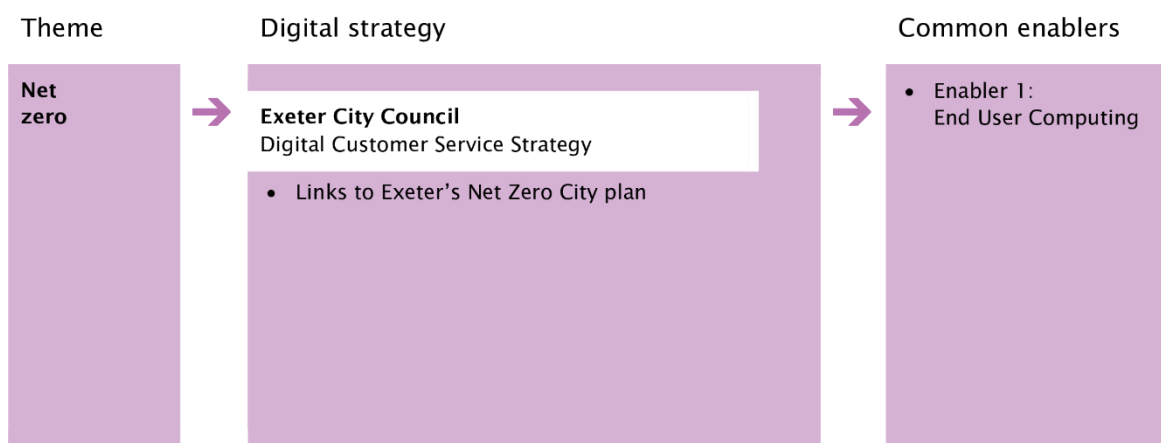 Theme
Digital strategy
Common enablers
Net
zero
Exeter City Council
Digital Customer Service Strategy
• Links to Exeter’s Net Zero City plan
• Enabler 1:
End User Computing